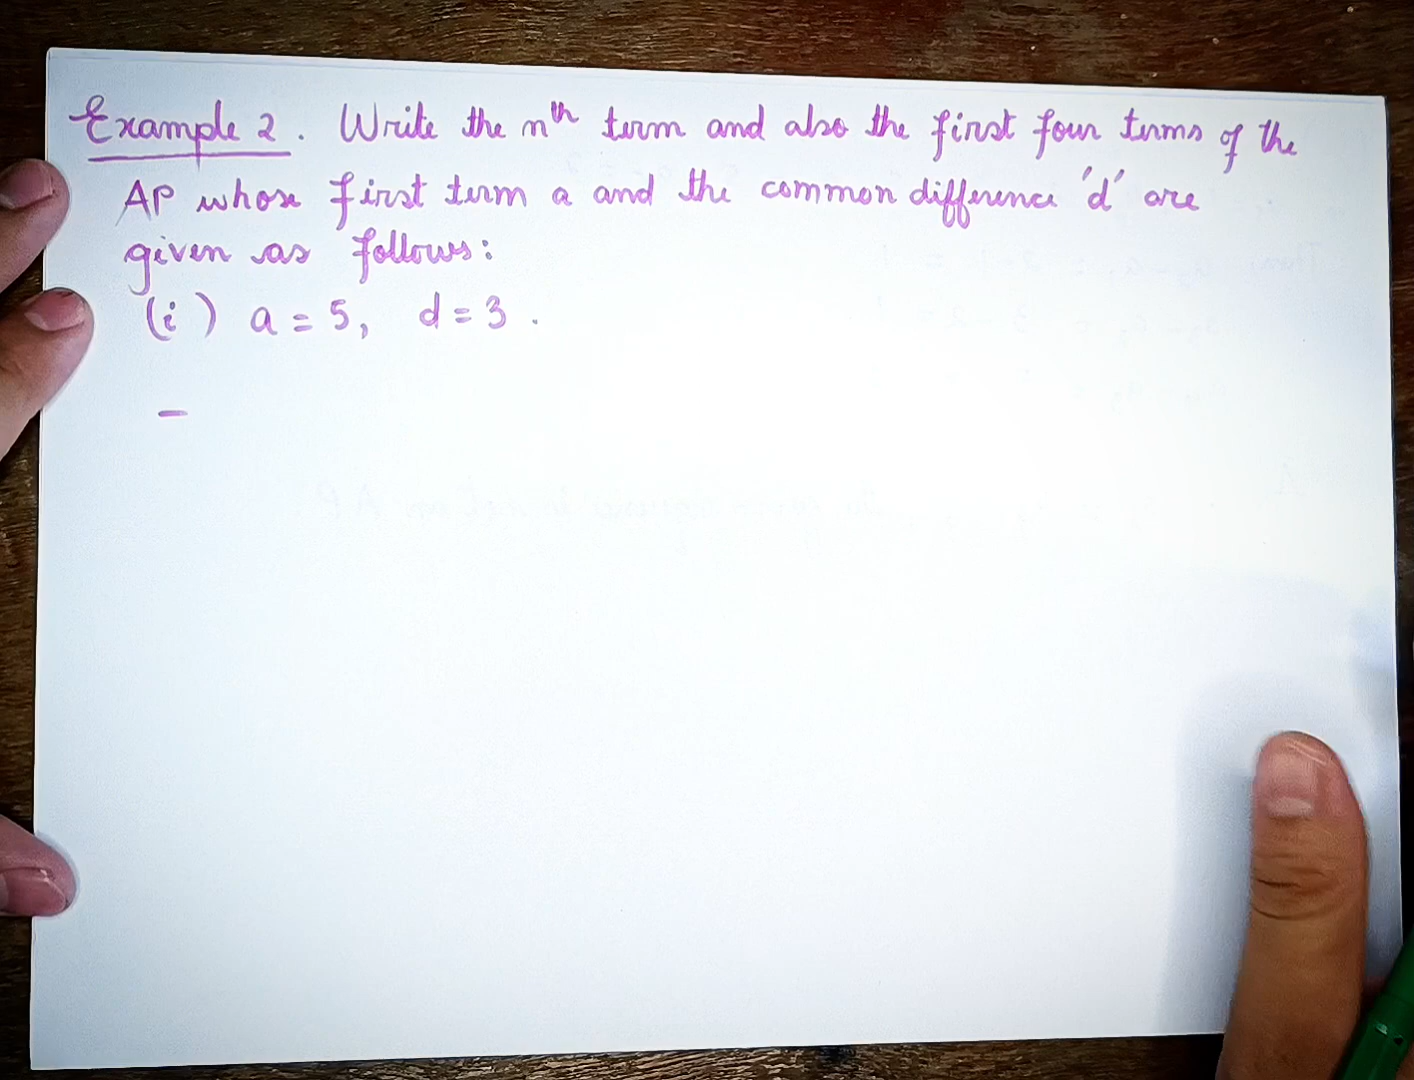 Example 2. Write the nth term and also the first four terms of the
AP whose first term a and the common difference 'd' are
given as follows:
(i) a = 5, d = 3.
-